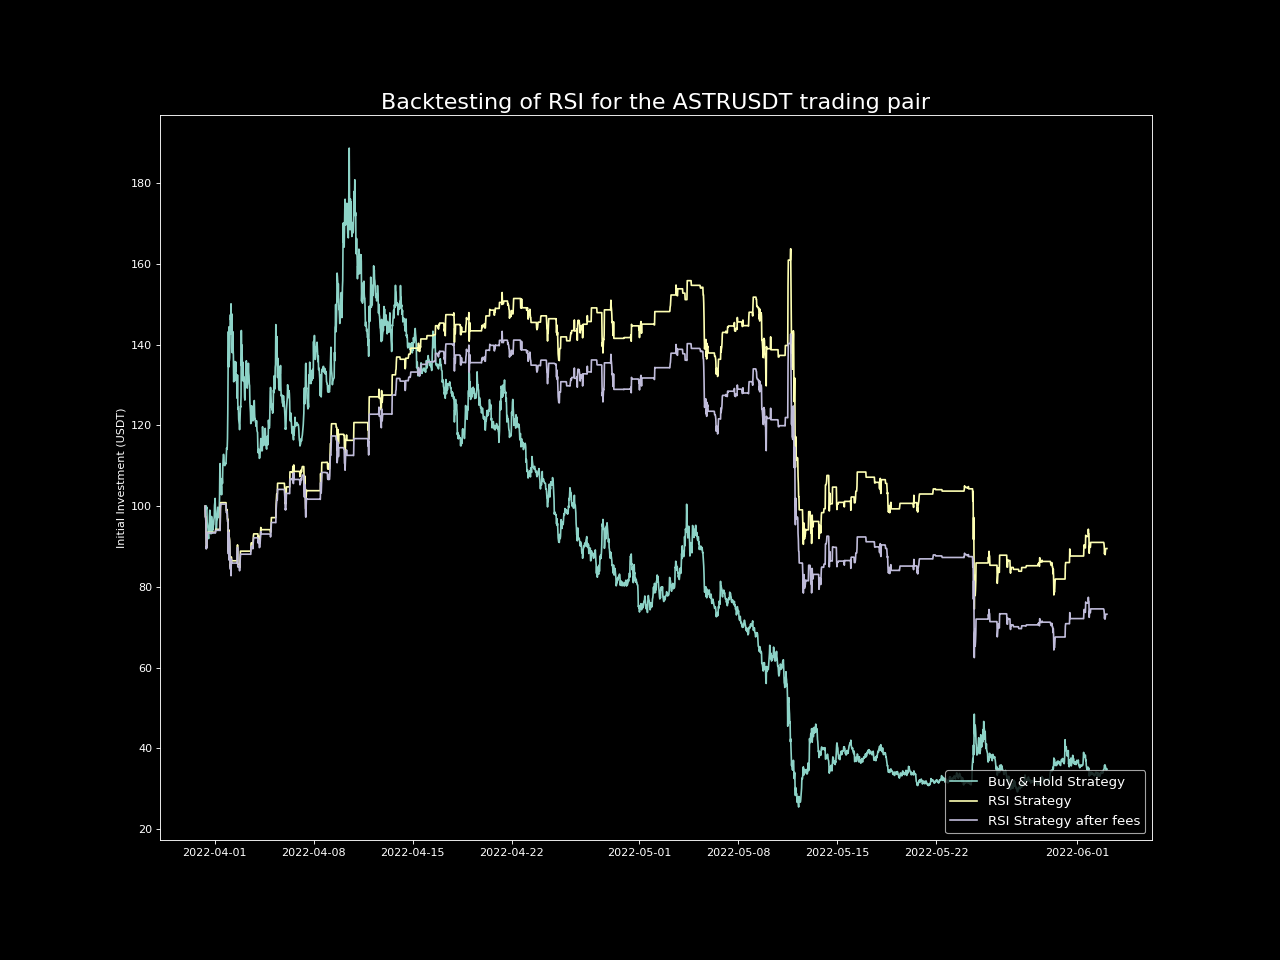 Backtesting of RSI for the ASTRUSDT trading pair
Initial Investment (USDT)
180
160
140
120
100
80
60
40
20
2022-04-01 2022-04-08 2022-04-15 2022-04-22 2022-05-01 2022-05-08 2022-05-15 2022-05-22 2022-06-01
Buy & Hold Strategy
RSI Strategy
RSI Strategy after fees